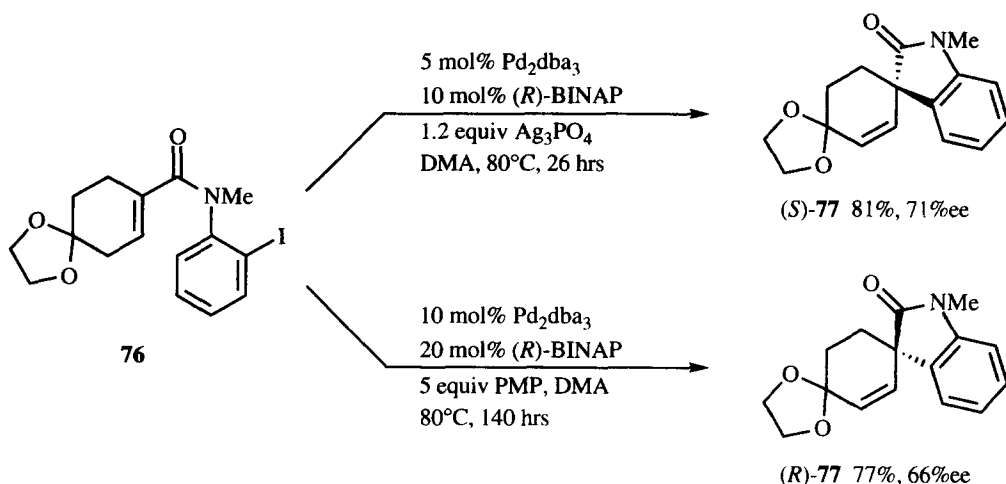 O
N
Me
I
O
O
76
5 mol% Pd₂dba₃
10 mol% (R)-BINAP
1.2 equiv Ag₃PO₄
DMA, 80°C, 26 hrs
O
NMe
O
O
(S)-77 81%, 71%ee
10 mol% Pd₂dba₃
20 mol% (R)-BINAP
5 equiv PMP, DMA
80°C, 140 hrs
O
NMe
O
O
(R)-77 77%, 66%ee